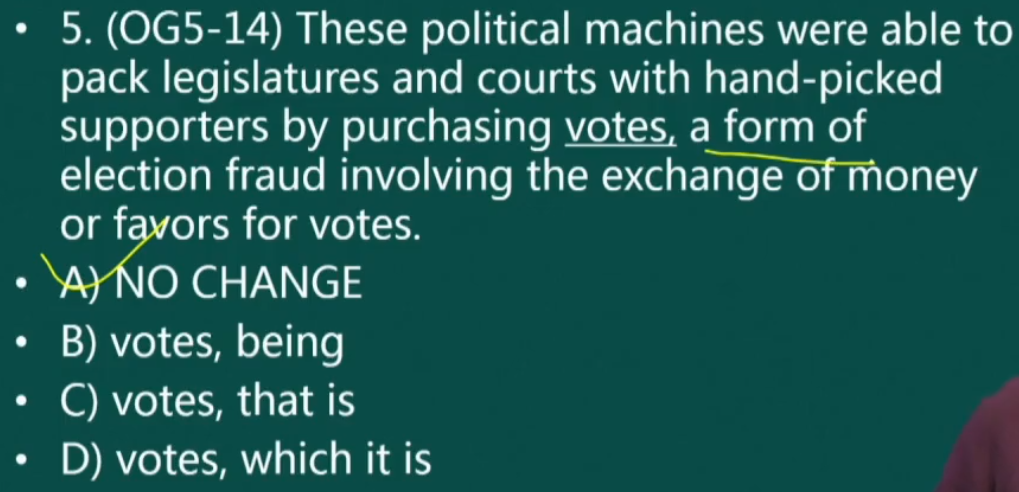 • 5. (OG5-14) These political machines were able to
pack legislatures and courts with hand-picked
supporters by purchasing votes, a form of
election fraud involving the exchange of money
or favors for votes.
• A) NO CHANGE
• B) votes, being
• C) votes, that is
• D) votes, which it is